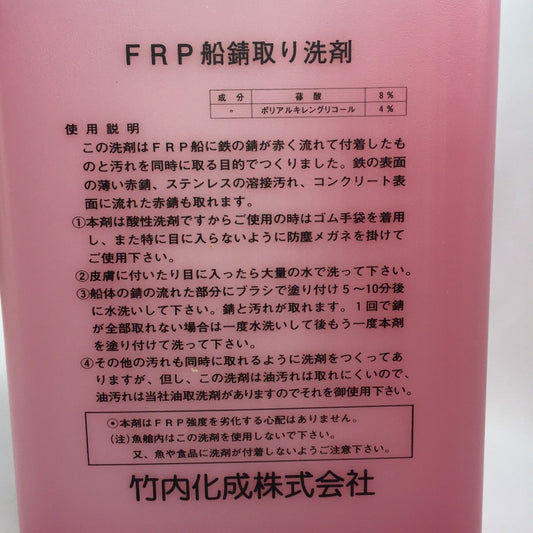 FRP船錆取り洗剤
成分 蓚酸 8%
〃 ポリアルキレングリコール 4%
使用説明
この洗剤はFRP船に鉄の錆が赤く流れて付着したも
のと汚れを同時に取る目的でつくりました。鉄の表面
の薄い赤錆、ステンレスの溶接汚れ、コンクリート表
面に流れた赤錆も取れます。
①本剤は酸性洗剤ですからご使用の時はゴム手袋を着用
し、また特に目に入らないように防塵メガネを掛けて
ご使用下さい。
②皮膚に付いたり目に入ったら大量の水で洗って下さい。
③船体の錆の流れた部分にブラシで塗り付け5〜10分後
に水洗いして下さい。錆と汚れが取れます。1回で錆
が全部取れない場合は一度水洗いして後もう一度本剤
を塗り付けて洗って下さい。
④その他の汚れも同時に取れるように洗剤をつくってあ
りますが、但し、この洗剤は油汚れは取れにくいので、
油汚れは当社油取洗剤がありますのでそれを御使用下さい。
◉本剤はFRP強度を劣化する心配はありません。
(注)魚艙内はこの洗剤を使用しないで下さい。
又、魚や食品に洗剤が付着しないようご注意下さい。
竹内化成株式会社